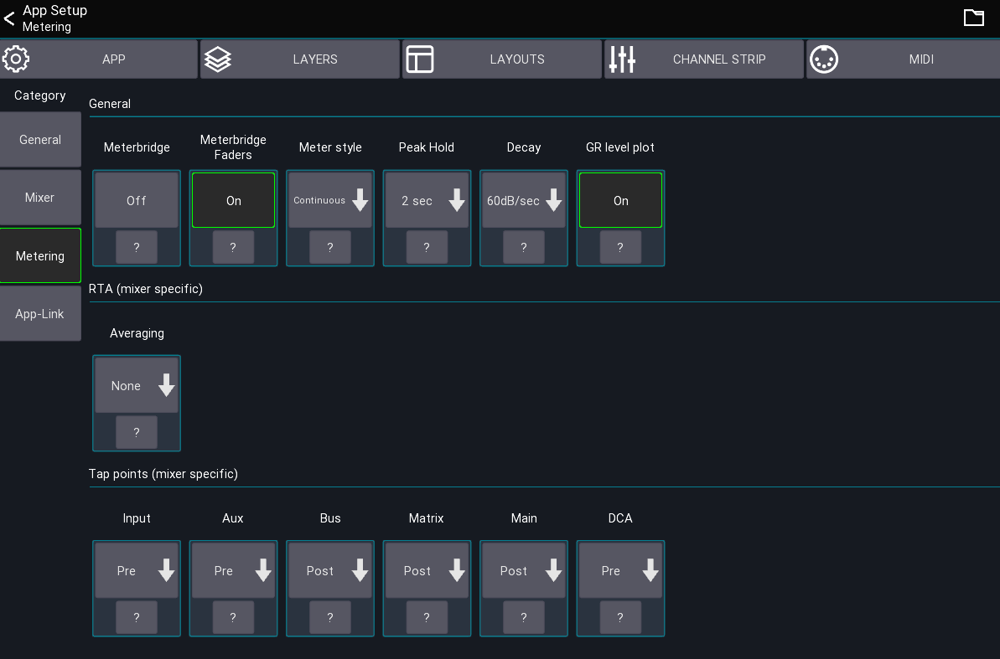 App Setup
Metering
APP
LAYERS
LAYOUTS
CHANNEL STRIP
MIDI
Category
General
Mixer
Metering
App-Link
General
Meterbridge
Meterbridge
Faders
Meter style
Peak Hold
Decay
GR level plot
Off
On
Continuous
2 sec
60dB/sec
On
?
?
?
?
?
?
RTA (mixer specific)
Averaging
None
?
Tap points (mixer specific)
Input
Aux
Bus
Matrix
Main
DCA
Pre
Pre
Post
Post
Post
Pre
?
?
?
?
?
?